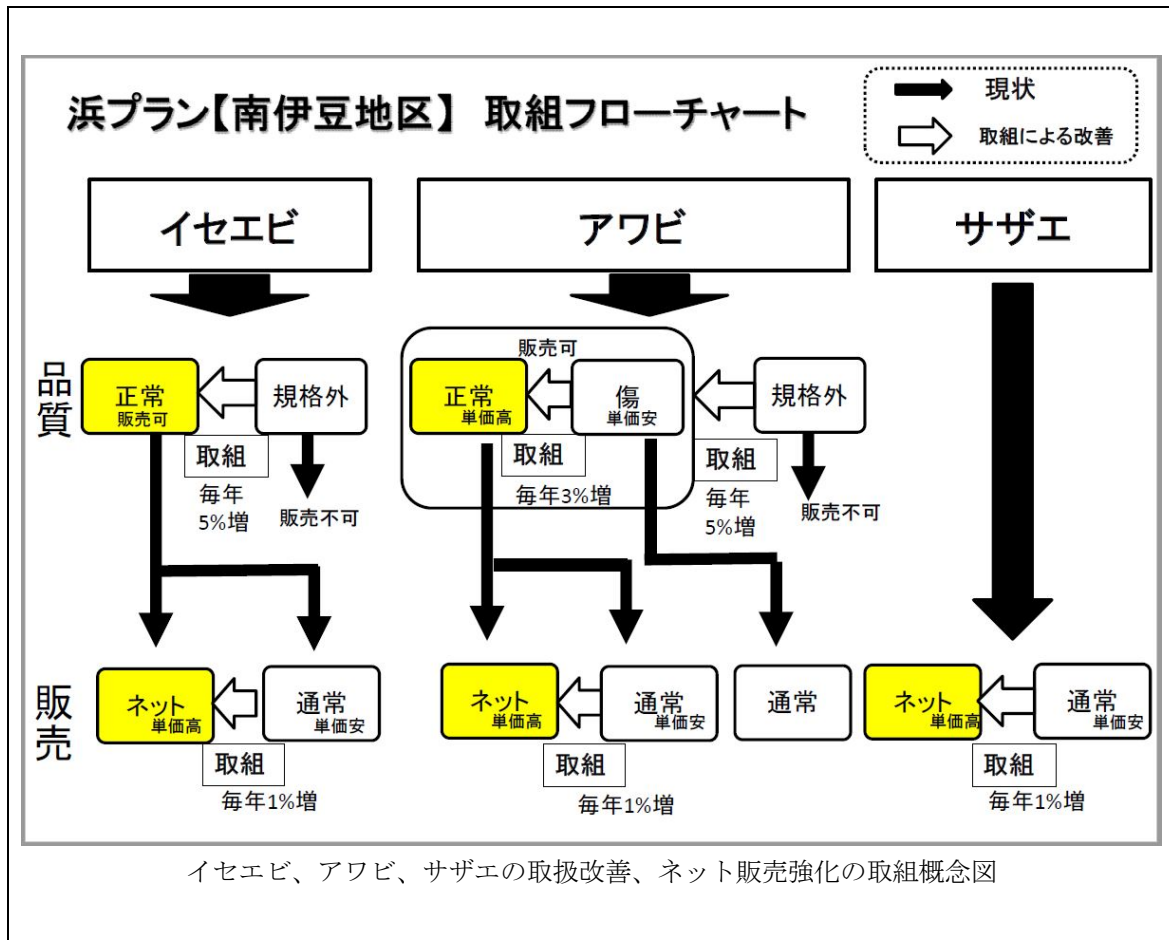 浜プラン【南伊豆地区】 取組フローチャート
現状
取組による改善
イセエビ
アワビ
サザエ
品質
正常
販売可
規格外
取組
毎年
5%増
販売不可
販売可
正常
単価高
傷
単価安
規格外
取組
毎年3%増
取組
毎年
5%増
販売不可
販売
ネット
単価高
通常
単価安
取組
毎年1%増
ネット
単価高
通常
単価安
通常
取組
毎年1%増
ネット
単価高
通常
単価安
取組
毎年1%増
イセエビ、アワビ、サザエの取扱改善、ネット販売強化の取組概念図